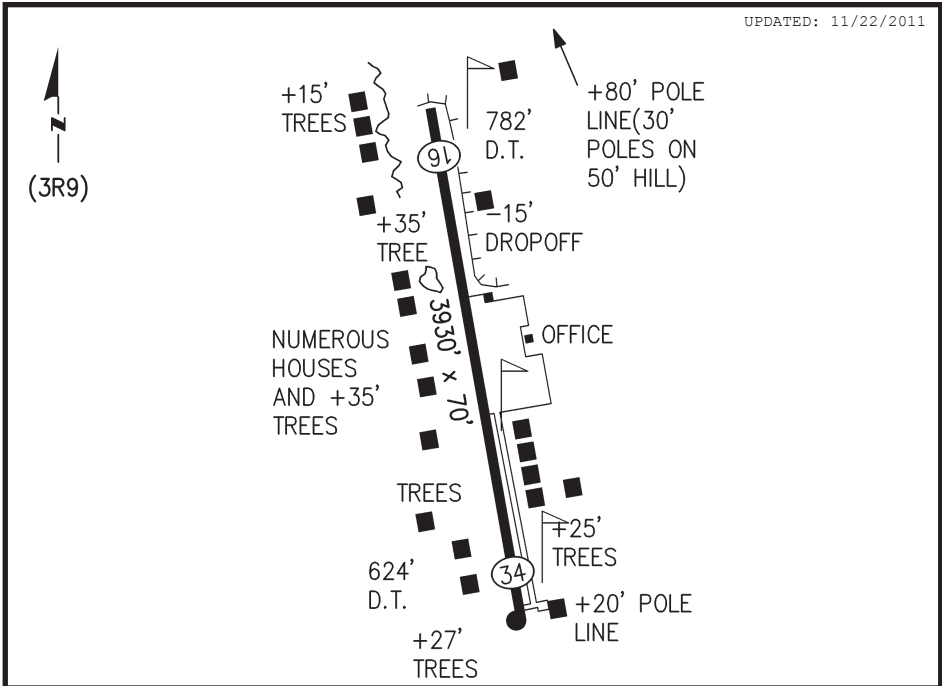 UPDATED: 11/22/2011
N
(3R9)
+15'
TREES
16
782'
D.T.
+80' POLE
LINE(30'
POLES ON
50' HILL)
-15'
DROPOFF
+35'
TREE
3930' x 70'
OFFICE
NUMEROUS
HOUSES
AND +35'
TREES
TREES
+25'
TREES
624'
D.T.
34
+20' POLE
LINE
+27'
TREES